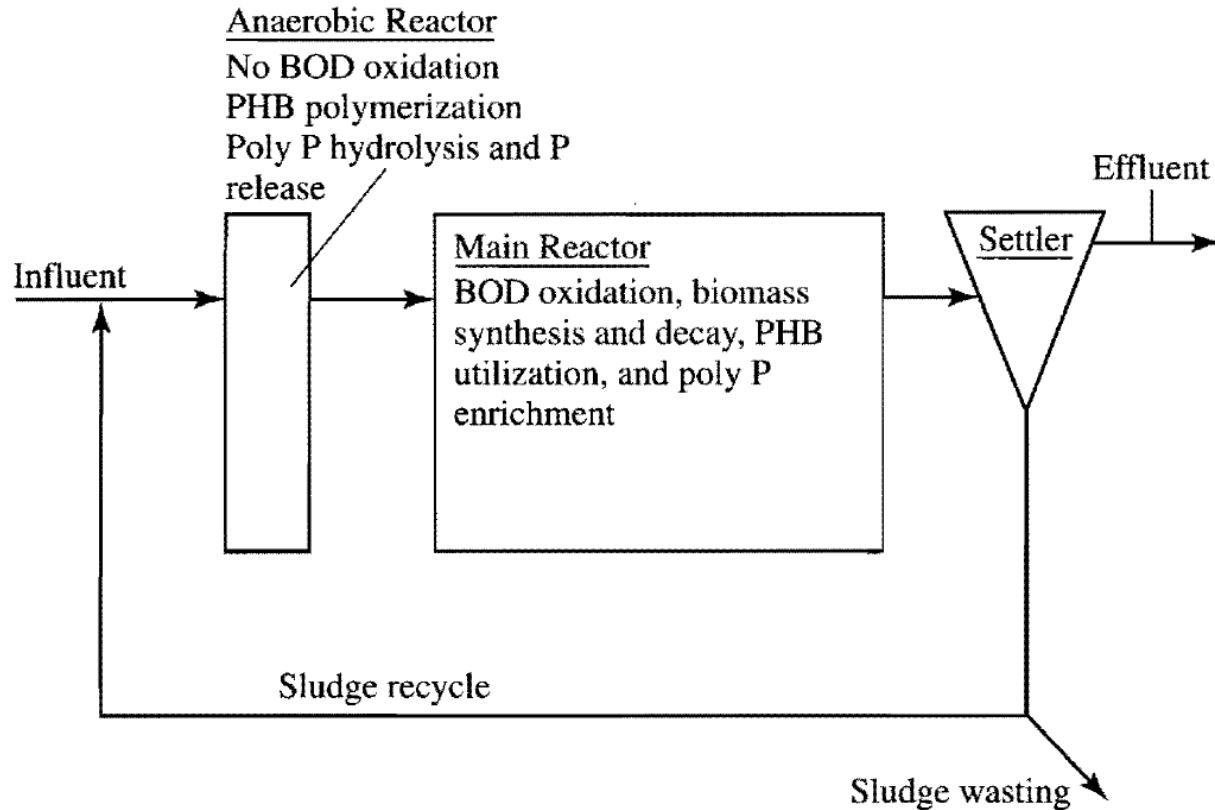 Anaerobic Reactor
No BOD oxidation
PHB polymerization
Poly P hydrolysis and P
release
Influent
Main Reactor
BOD oxidation, biomass
synthesis and decay, PHB
utilization, and poly P
enrichment
Settler
Effluent
Sludge recycle
Sludge wasting